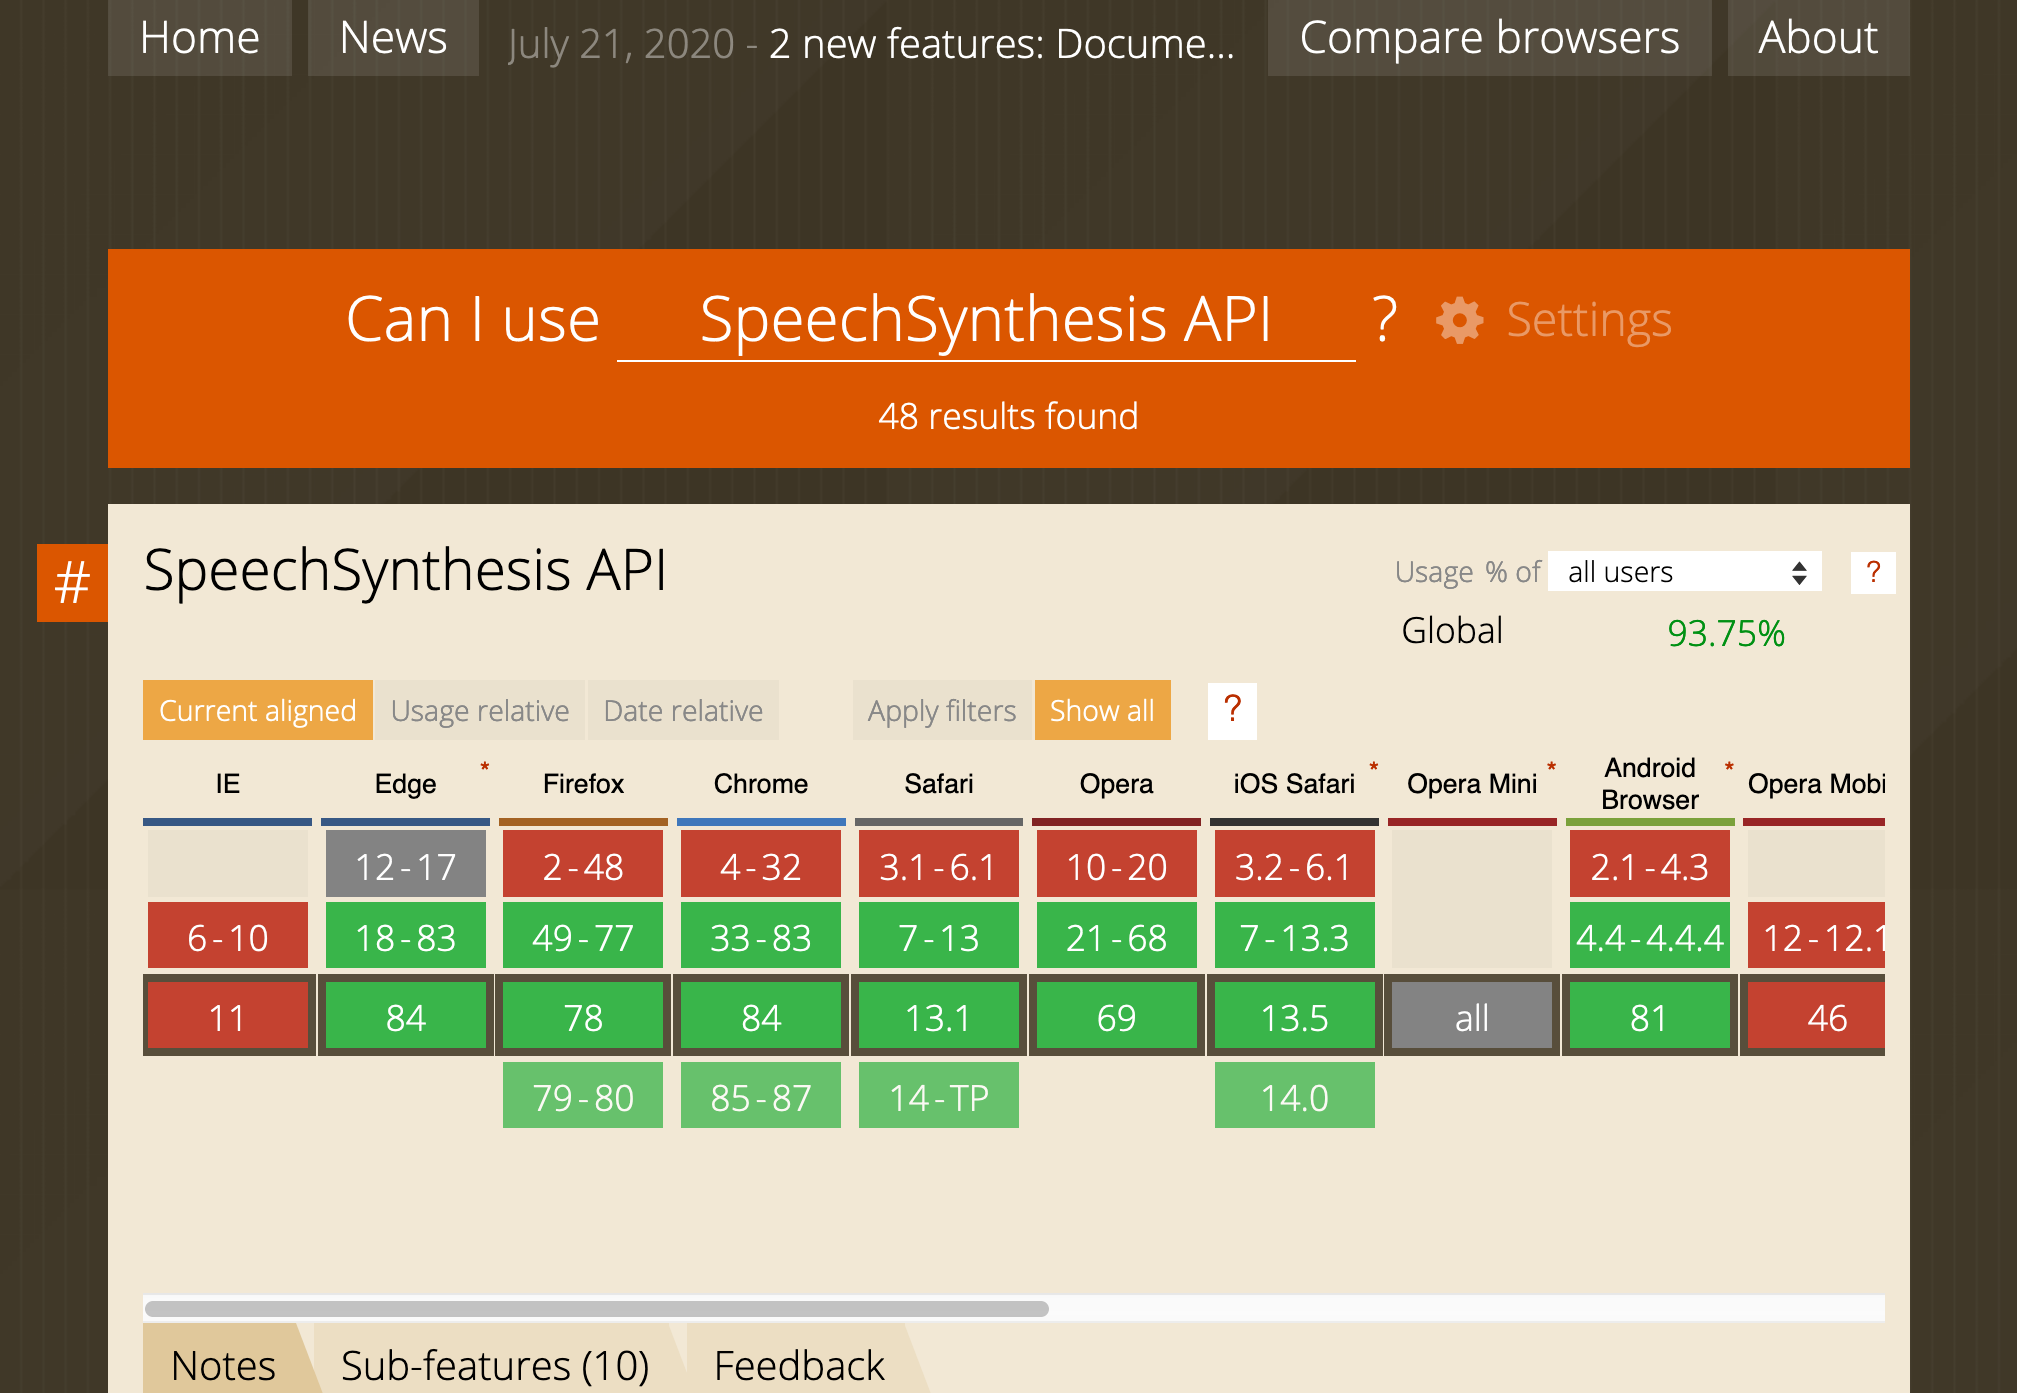 Home News July 21, 2020 - 2 new features: Docume... Compare browsers About
Can I use SpeechSynthesis API ? Settings
48 results found
#
SpeechSynthesis API
Usage % of all users ?
Global 93.75%
Current aligned Usage relative Date relative Apply filters Show all ?
IE Edge * Firefox Chrome Safari Opera iOS Safari * Opera Mini * Android Browser * Opera Mobi
12-17 2-48 4-32 3.1-6.1 10-20 3.2-6.1 2.1-4.3
6-10 18-83 49-77 33-83 7-13 21-68 7-13.3 4.4-4.4.4 12-12.1
11 84 78 84 13.1 69 13.5 all 81 46
79-80 85-87 14-TP 14.0
Notes Sub-features (10) Feedback